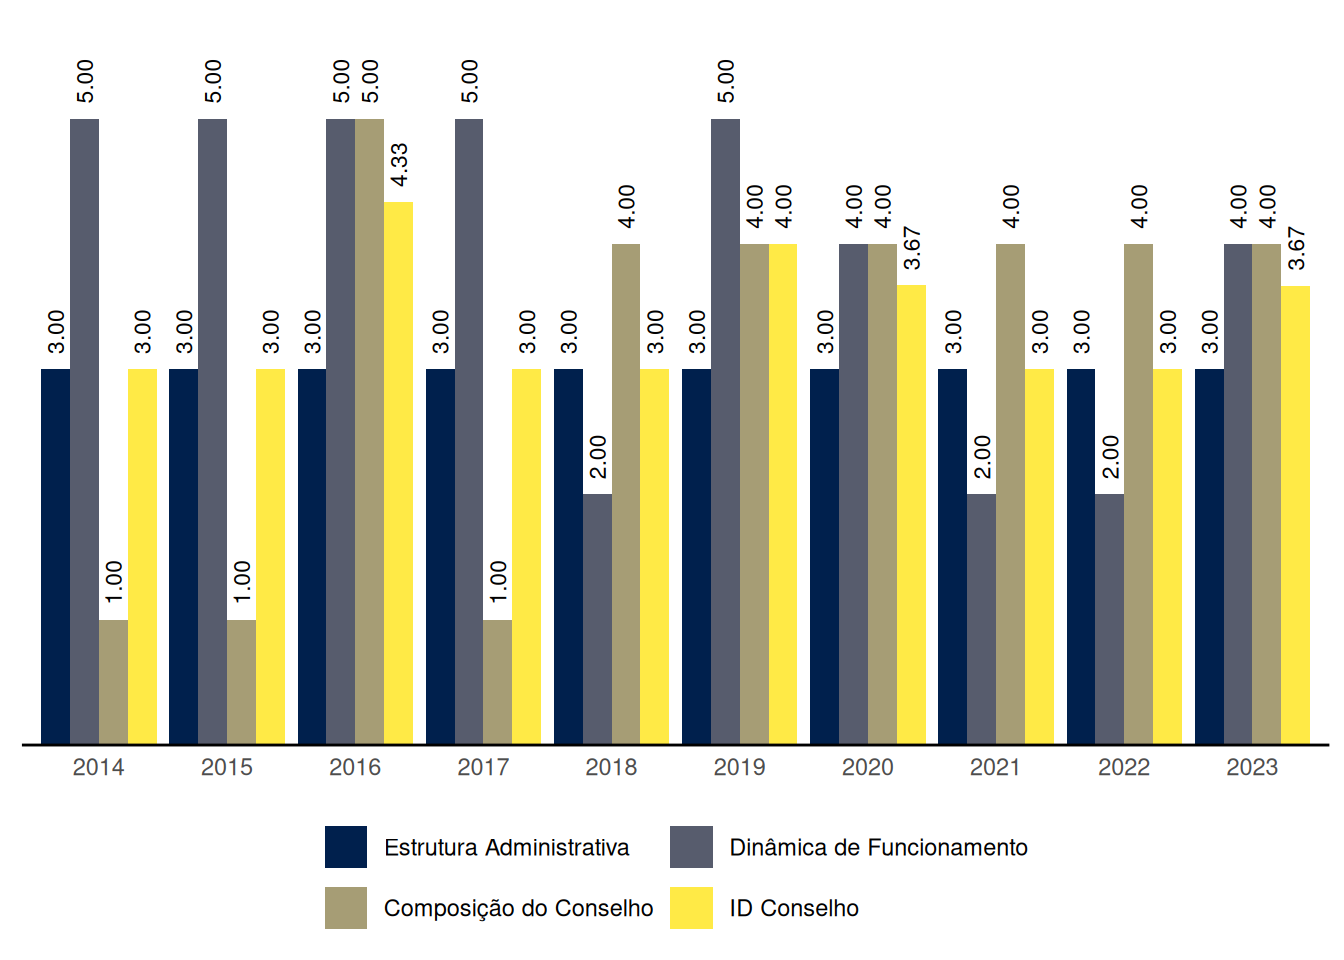 5.00 5.00 5.00 5.00 5.00 5.00
4.33
4.00 4.00 4.00 4.00 4.00 4.00 4.00 4.00 4.00
3.67 3.67
3.00 3.00 3.00 3.00 3.00 3.00 3.00 3.00 3.00 3.00 3.00 3.00 3.00 3.00 3.00 3.00
2.00 2.00 2.00
1.00 1.00 1.00
2014 2015 2016 2017 2018 2019 2020 2021 2022 2023
Estrutura Administrativa Dinâmica de Funcionamento
Composição do Conselho ID Conselho